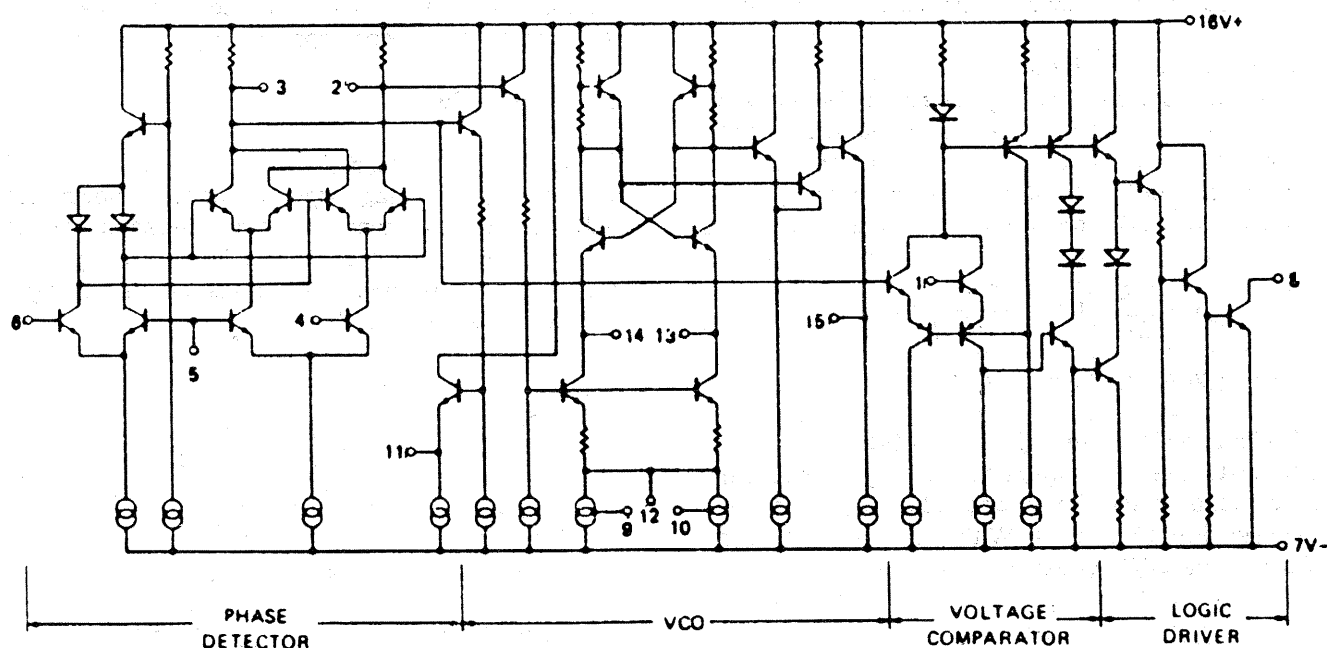 16V+
3
2
6
5
4
11
14
13
12
9
10
15
1
8
7V-
PHASE
DETECTOR
VCO
VOLTAGE
COMPARATOR
LOGIC
DRIVER